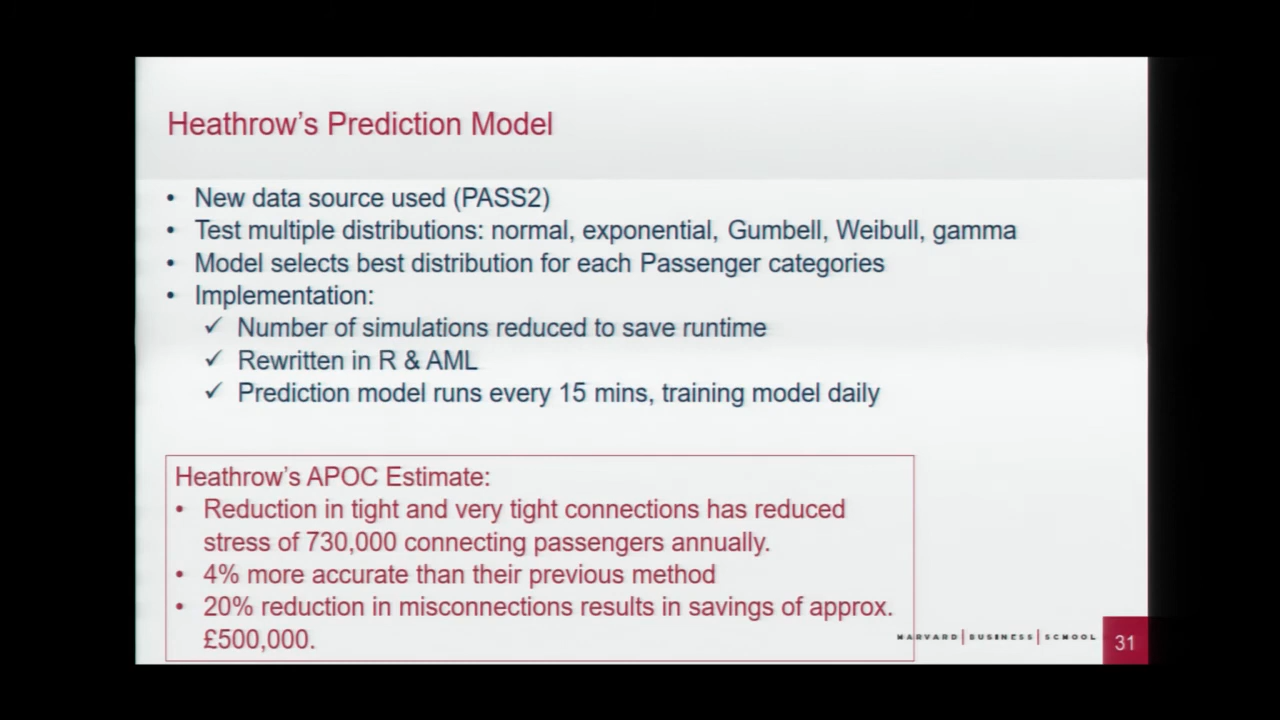 Heathrow’s Prediction Model
• New data source used (PASS2)
• Test multiple distributions: normal, exponential, Gumbell, Weibull, gamma
• Model selects best distribution for each Passenger categories
• Implementation:
✓ Number of simulations reduced to save runtime
✓ Rewritten in R & AML
✓ Prediction model runs every 15 mins, training model daily
Heathrow’s APOC Estimate:
• Reduction in tight and very tight connections has reduced
stress of 730,000 connecting passengers annually.
• 4% more accurate than their previous method
• 20% reduction in misconnections results in savings of approx.
£500,000.
HARVARD | BUSINESS | SCHOOL
31